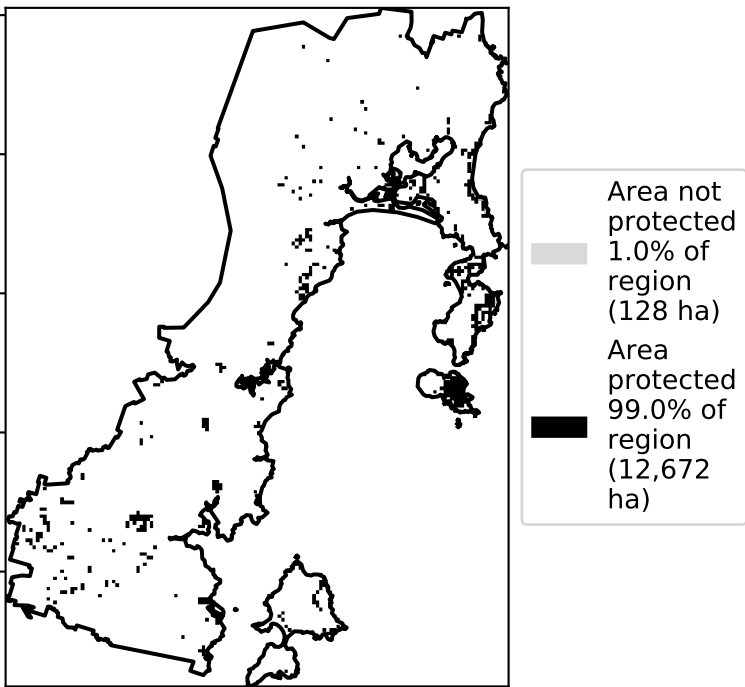 Area not
protected
1.0% of
region
(128 ha)
Area
protected
99.0% of
region
(12,672
ha)